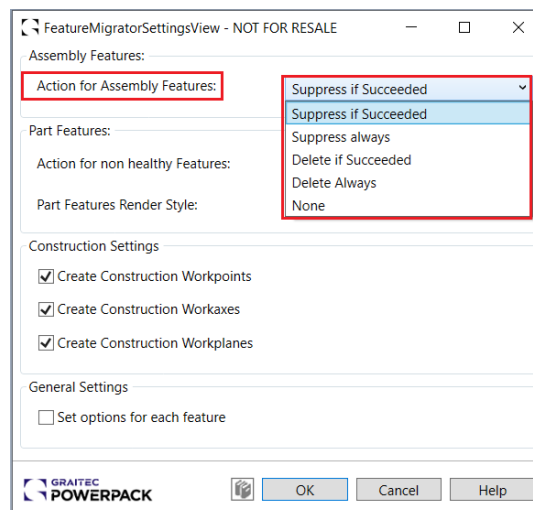 FeatureMigratorSettingsView - NOT FOR RESALE
Assembly Features:
Action for Assembly Features:
Suppress if Succeeded
Suppress if Succeeded
Suppress always
Delete if Succeeded
Delete Always
None
Part Features:
Action for non healthy Features:
Part Features Render Style:
Construction Settings
Create Construction Workpoints
Create Construction Workaxes
Create Construction Workplanes
General Settings
Set options for each feature
GRAITEC
POWERPACK
OK Cancel Help